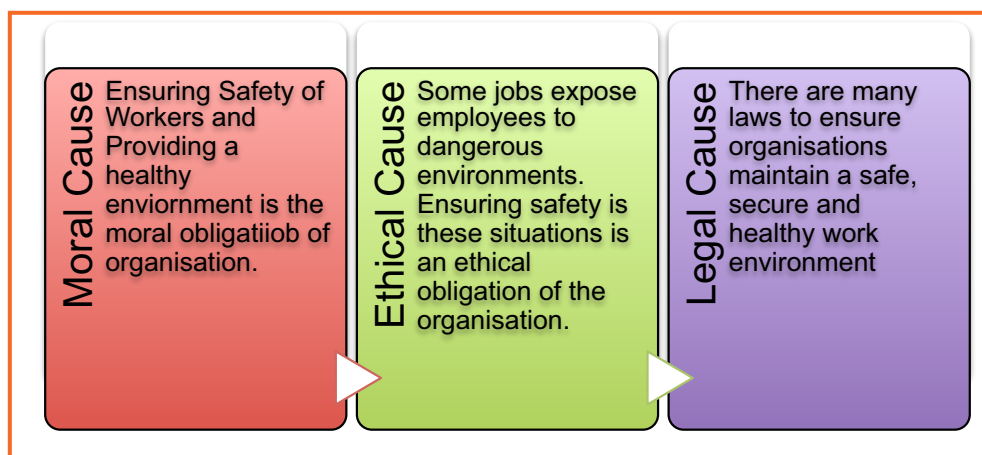 Moral Cause
Ensuring Safety of
Workers and
Providing a
healthy
enviornment is the
moral obligatiiob of
organisation.
Ethical Cause
Some jobs expose
employees to
dangerous
environments.
Ensuring safety is
these situations is
an ethical
obligation of the
organisation.
Legal Cause
There are many
laws to ensure
organisations
maintain a safe,
secure and
healthy work
environment